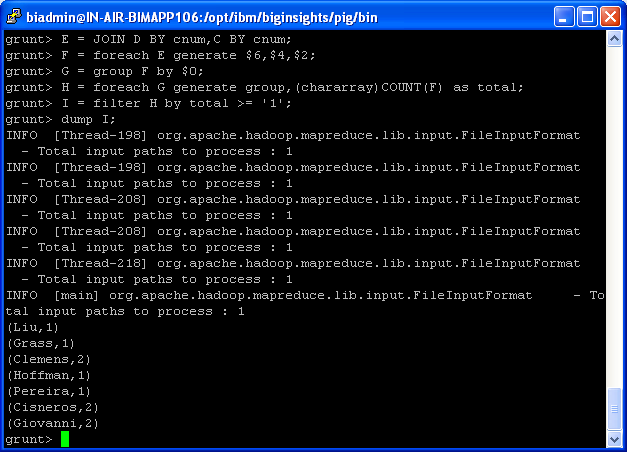 biadmin@IN-AIR-BIMAPP106:/opt/ibm/biginsights/pig/bin
grunt> E = JOIN D BY cnum,C BY cnum;
grunt> F = foreach E generate $6,$4,$2;
grunt> G = group F by $0;
grunt> H = foreach G generate group,(chararray)COUNT(F) as total;
grunt> I = filter H by total >= '1';
grunt> dump I;
INFO  [Thread-198] org.apache.hadoop.mapreduce.lib.input.FileInputFormat
  - Total input paths to process : 1
INFO  [Thread-198] org.apache.hadoop.mapreduce.lib.input.FileInputFormat
  - Total input paths to process : 1
INFO  [Thread-208] org.apache.hadoop.mapreduce.lib.input.FileInputFormat
  - Total input paths to process : 1
INFO  [Thread-208] org.apache.hadoop.mapreduce.lib.input.FileInputFormat
  - Total input paths to process : 1
INFO  [Thread-218] org.apache.hadoop.mapreduce.lib.input.FileInputFormat
  - Total input paths to process : 1
INFO  [main] org.apache.hadoop.mapreduce.lib.input.FileInputFormat     - To
tal input paths to process : 1
(Liu,1)
(Grass,1)
(Clemens,2)
(Hoffman,1)
(Pereira,1)
(Cisneros,2)
(Giovanni,2)
grunt>